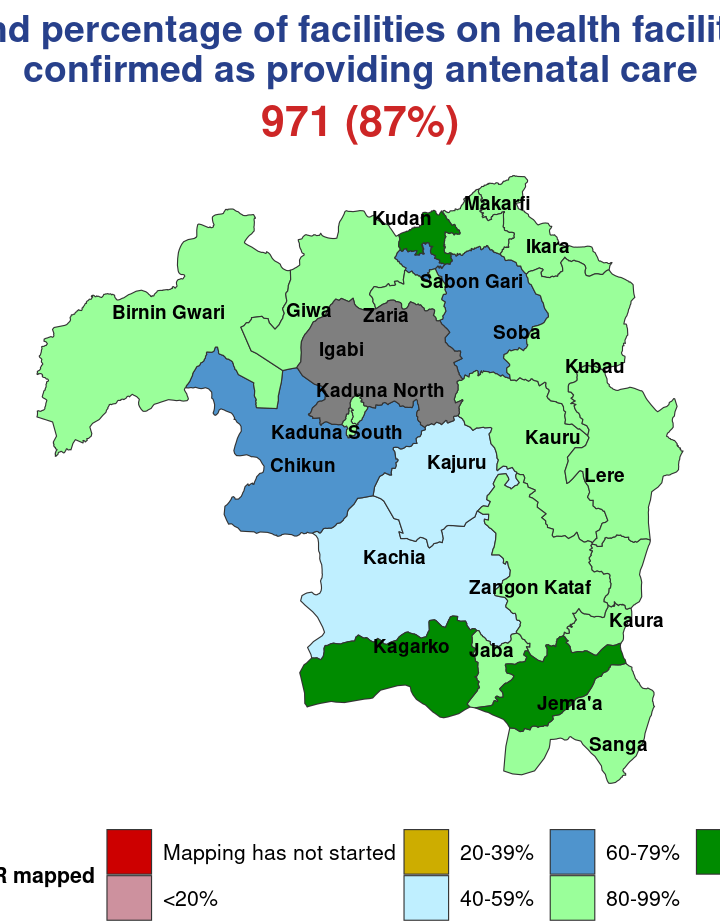 percentage of facilities on health
confirmed as providing antenatal care
971 (87%)
Makarfi
Kudan
Ikara
Sabon Gari
Birnin Gwari
Giwa
Zaria
Soba
Igabi
Kubau
Kaduna North
Kaduna South
Kauru
Chikun
Kajuru
Lere
Kachia
Zangon Kataf
Kaura
Kagarko
Jaba
Jema'a
Sanga
Mapping has not started
20-39%
60-79%
mapped
<20%
40-59%
80-99%